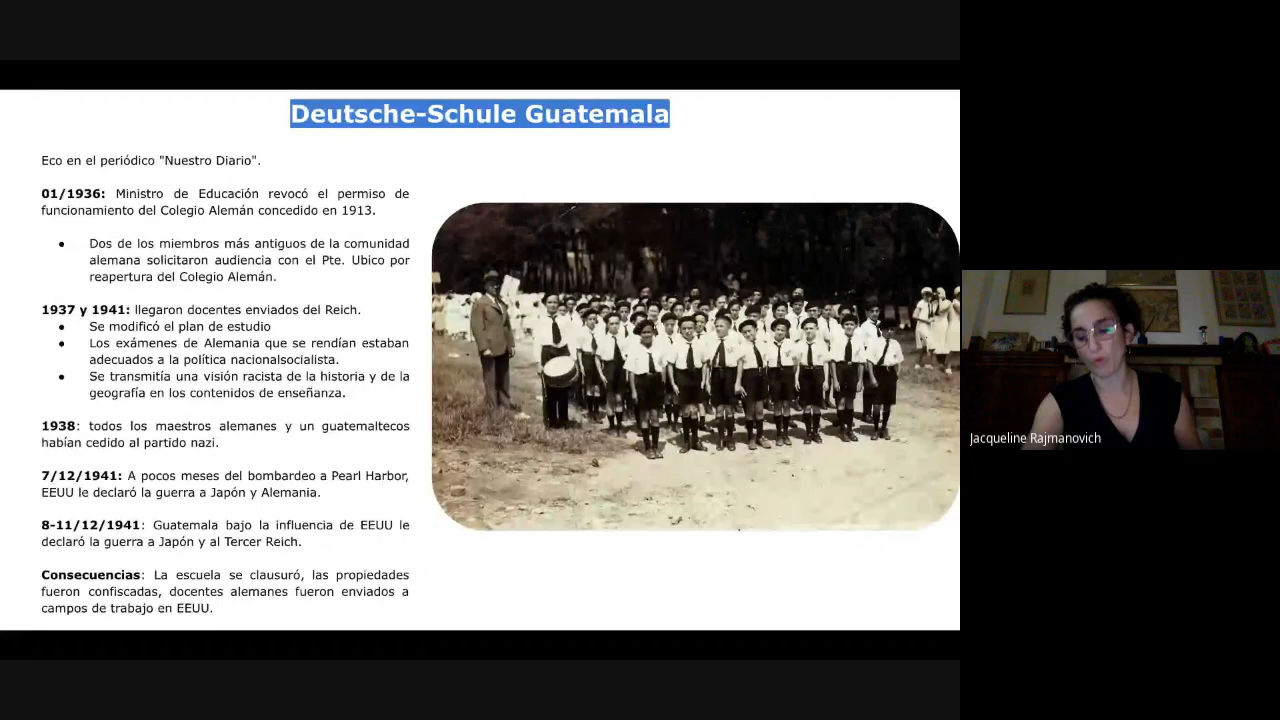 Deutsche-Schule Guatemala
Eco en el periódico "Nuestro Diario".
01/1936: Ministro de Educación revocó el permiso de
funcionamiento del Colegio Alemán concedido en 1913.
● Dos de los miembros más antiguos de la comunidad
alemana solicitaron audiencia con el Pte. Ubico por
reapertura del Colegio Alemán.
1937 y 1941: llegaron docentes enviados del Reich.
● Se modificó el plan de estudio
● Los exámenes de Alemania que se rendían estaban
adecuados a la política nacionalsocialista.
● Se transmitía una visión racista de la historia y de la
geografía en los contenidos de enseñanza.
1938: todos los maestros alemanes y un guatemaltecos
habían cedido al partido nazi.
7/12/1941: A pocos meses del bombardeo a Pearl Harbor,
EEUU le declaró la guerra a Japón y Alemania.
8-11/12/1941: Guatemala bajo la influencia de EEUU le
declaró la guerra a Japón y al Tercer Reich.
Consecuencias: La escuela se clausuró, las propiedades
fueron confiscadas, docentes alemanes fueron enviados a
campos de trabajo en EEUU.
Jacqueline Rajmanovich